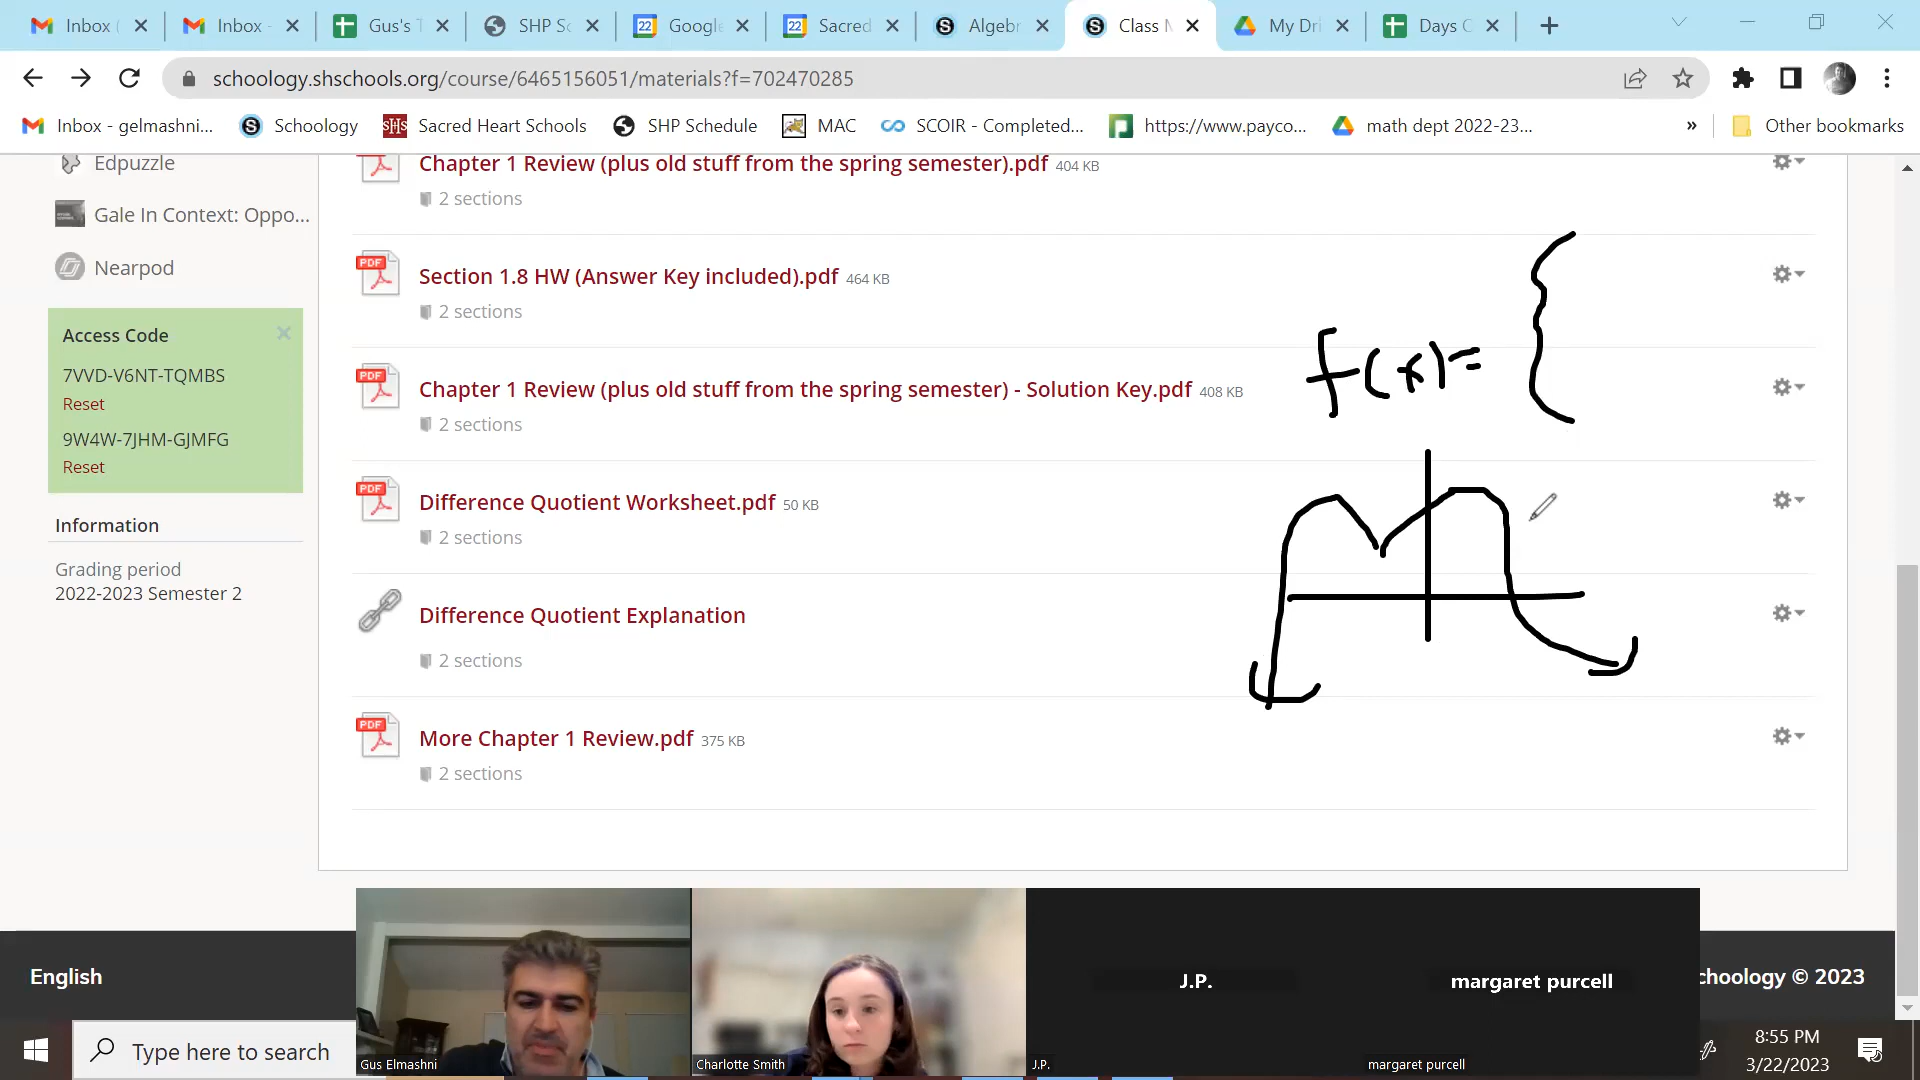 Inbox (
Inbox -
Gus's T
SHP Sc
Google
Sacred
Algebr
Class M
My Dri
Days C
schoology.shschools.org/course/6465156051/materials?f=702470285
Inbox - gelmashni...
Schoology
Sacred Heart Schools
SHP Schedule
MAC
SCOIR - Completed...
https://www.payco...
math dept 2022-23...
»
Other bookmarks
Edpuzzle
Gale In Context: Oppo...
Nearpod
Access Code
7VVD-V6NT-TQMBS
Reset
9W4W-7JHM-GJMFG
Reset
Information
Grading period
2022-2023 Semester 2
Chapter 1 Review (plus old stuff from the spring semester).pdf 404 KB
2 sections
PDF
Section 1.8 HW (Answer Key included).pdf 464 KB
2 sections
PDF
Chapter 1 Review (plus old stuff from the spring semester) - Solution Key.pdf 408 KB
2 sections
PDF
Difference Quotient Worksheet.pdf 50 KB
2 sections
Difference Quotient Explanation
2 sections
PDF
More Chapter 1 Review.pdf 375 KB
2 sections
f(x)= {
English
choology © 2023
J.P.
margaret purcell
Gus Elmashni
Charlotte Smith
J.P.
margaret purcell
Type here to search
8:55 PM
3/22/2023